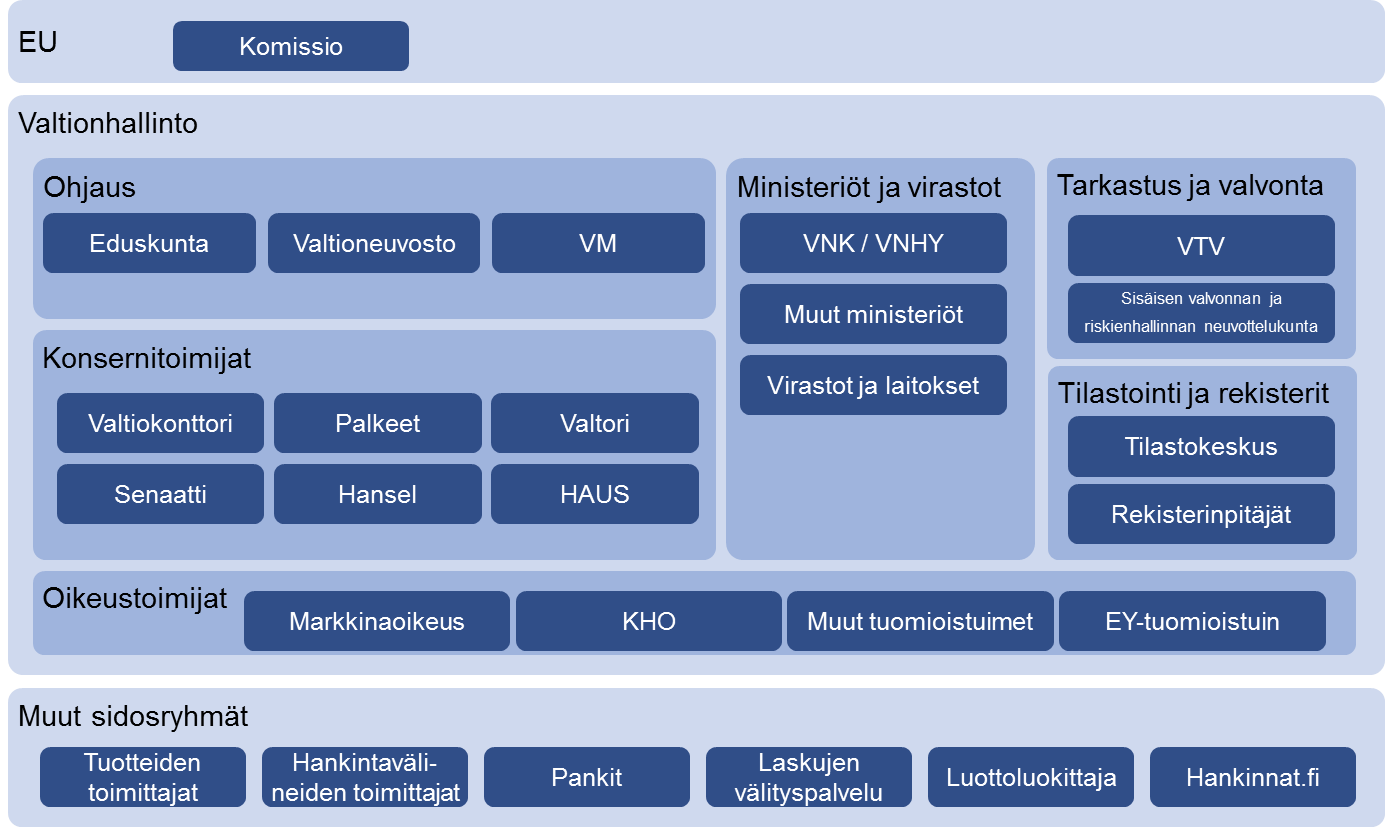 EU
Komissio
Valtionhallinto
Ohjaus
Eduskunta
Valtioneuvosto
VM
Konsernitoimijat
Valtiokonttori
Palkeet
Valtori
Senaatti
Hansel
HAUS
Ministeriöt ja virastot
VNK / VNHY
Muut ministeriöt
Virastot ja laitokset
Tarkastus ja valvonta
VTV
Sisäisen valvonnan ja
riskienhallinnan neuvottelukunta
Tilastointi ja rekisterit
Tilastokeskus
Rekisterinpitäjät
Oikeustoimijat
Markkinaoikeus
KHO
Muut tuomioistuimet
EY-tuomioistuin
Muut sidosryhmät
Tuotteiden
toimittajat
Hankintaväli-
neiden toimittajat
Pankit
Laskujen
välityspalvelu
Luottoluokittaja
Hankinnat.fi